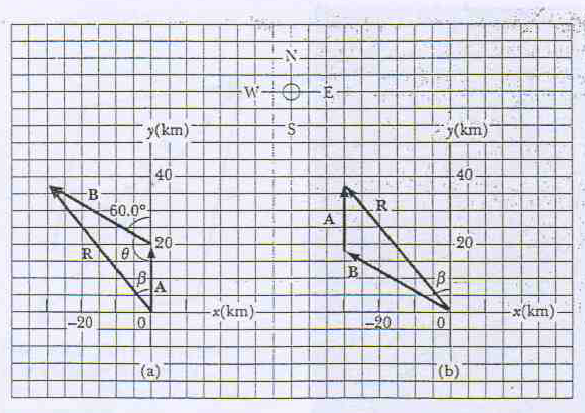 N
W E
S
y(km) y(km)
40 40
B
60.0°
A R
20 20
θ
R B
β A β
x(km) x(km)
-20 0 -20 0
(a) (b)